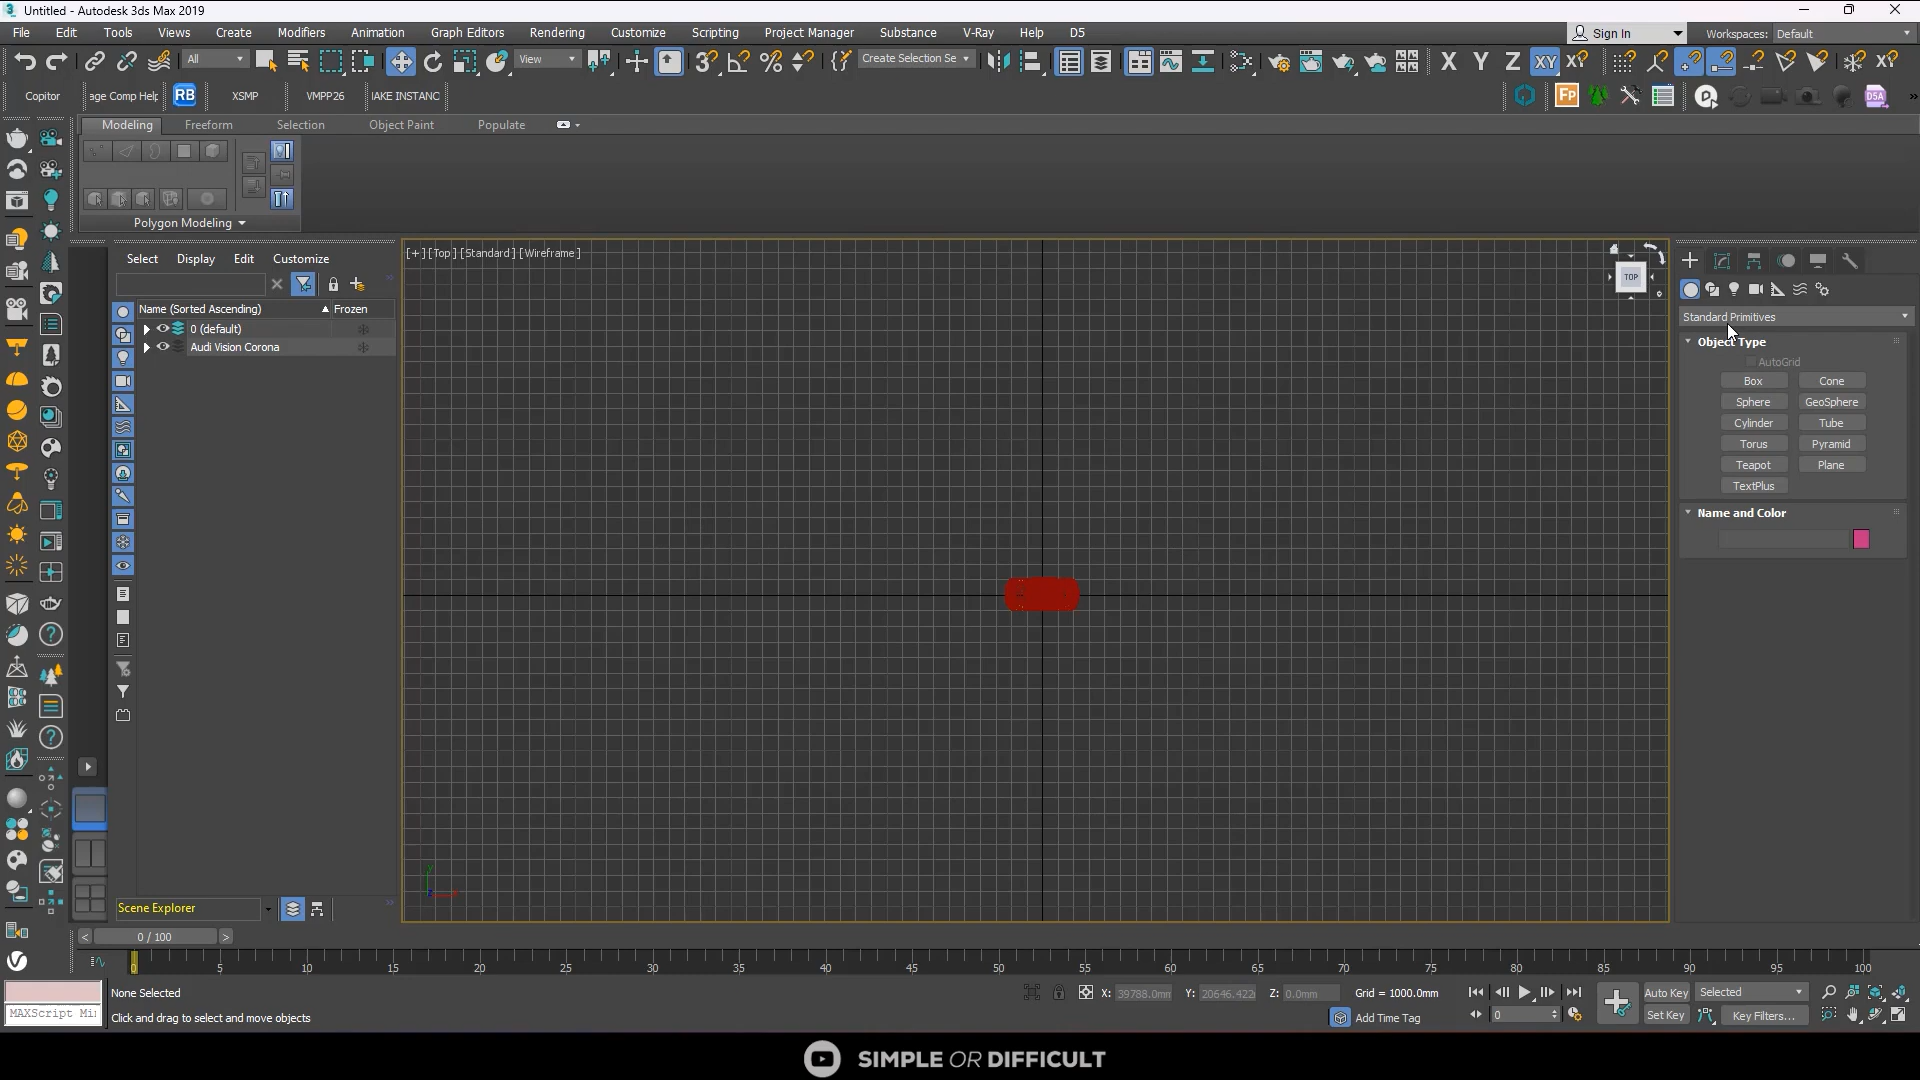 Untitled - Autodesk 3ds Max 2019
File Edit Tools Views Create Modifiers Animation Graph Editors Rendering Customize Scripting Project Manager Substance V-Ray Help D5
Sign In Workspaces: Default
All View Create Selection Se X Y Z XY
Copitor age Comp Help RB XSMP VMPP26 IAKE INSTANC Fp D5A
Modeling Freeform Selection Object Paint Populate
Polygon Modeling
Select Display Edit Customize
[+] [Top] [Standard] [Wireframe]
TOP
Name (Sorted Ascending) Frozen
0 (default)
Audi Vision Corona
Standard Primitives
Object Type
AutoGrid
Box Cone
Sphere GeoSphere
Cylinder Tube
Torus Pyramid
Teapot Plane
TextPlus
Name and Color
Scene Explorer
< 0 / 100 >
0 5 10 15 20 25 30 35 40 45 50 55 60 65 70 75 80 85 90 95 100
None Selected X: 39788.0mm Y: 20646.422 Z: 0.0mm Grid = 1000.0mm Auto Key Selected
MAXScript Mi
Click and drag to select and move objects Add Time Tag 0 Set Key Key Filters...
SIMPLE OR DIFFICULT